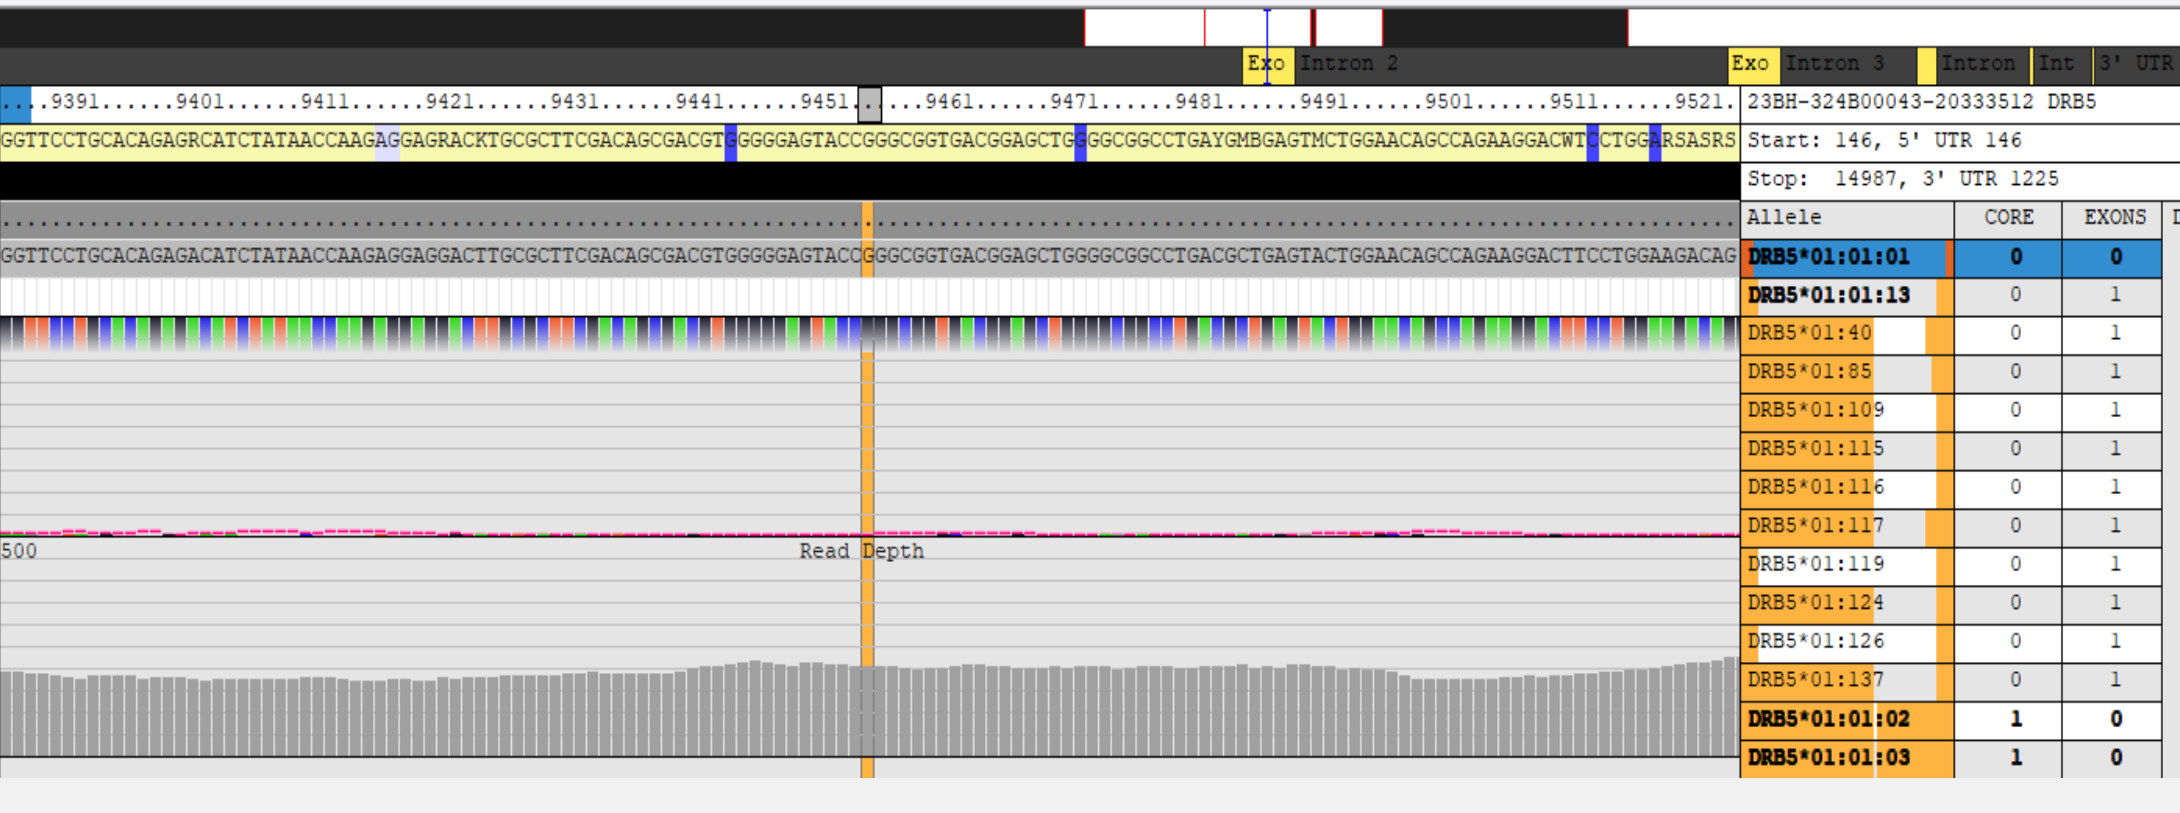 Exo Intron 2 Exo Intron 3 Intron Int 3' UTR
...9391......9401......9411......9421......9431......9441......9451......9461......9471......9481......9491......9501......9511......9521. 23BH-324B00043-20333512 DRB5
GGTTCCTGCACAGAGRCATCTATAACCAAGAGGAGRACKTGCGCTTCGACAGCGACGTGGGGGAGTACCGGGCGGTGACGGAGCTGGGGCGGCCTGAYGMBGAGTMCTGGAACAGCCAGAAGGACWTCCTGGARSASRS Start: 146, 5' UTR 146
Stop: 14987, 3' UTR 1225
Allele CORE EXONS
GGTTCCTGCACAGAGACATCTATAACCAAGAGGAGGACTTGCGCTTCGACAGCGACGTGGGGGAGTACCGGGCGGTGACGGAGCTGGGGCGGCCTGACGCTGAGTACTGGAACAGCCAGAAGGACTTCCTGGAAGACAG DRB5*01:01:01 0 0
DRB5*01:01:13 0 1
DRB5*01:40 0 1
DRB5*01:85 0 1
DRB5*01:109 0 1
DRB5*01:115 0 1
DRB5*01:116 0 1
DRB5*01:117 0 1
500 Read Depth
DRB5*01:119 0 1
DRB5*01:124 0 1
DRB5*01:126 0 1
DRB5*01:137 0 1
DRB5*01:01:02 1 0
DRB5*01:01:03 1 0